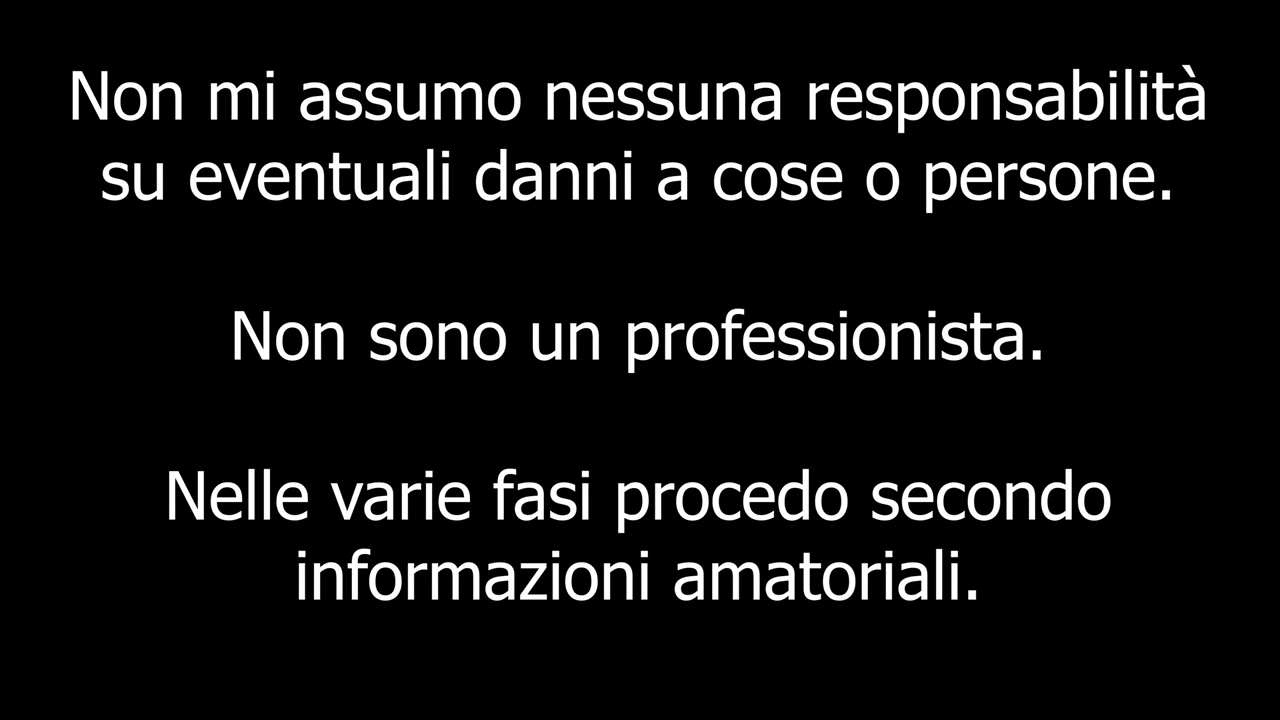 Non mi assumo nessuna responsabilità
su eventuali danni a cose o persone.
Non sono un professionista.
Nelle varie fasi procedo secondo
informazioni amatoriali.